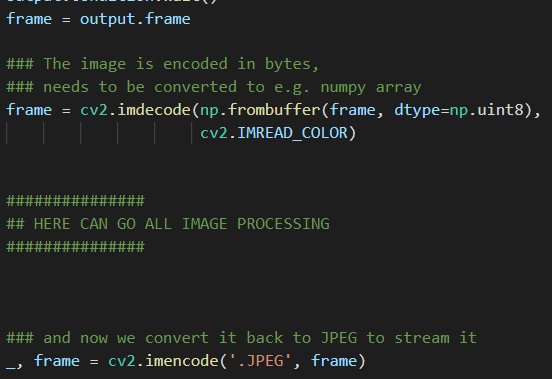 frame = output.frame
### The image is encoded in bytes,
### needs to be converted to e.g. numpy array
frame = cv2.imdecode(np.frombuffer(frame, dtype=np.uint8),
cv2.IMREAD_COLOR)
###############
## HERE CAN GO ALL IMAGE PROCESSING
###############
### and now we convert it back to JPEG to stream it
_, frame = cv2.imencode('.JPEG', frame)